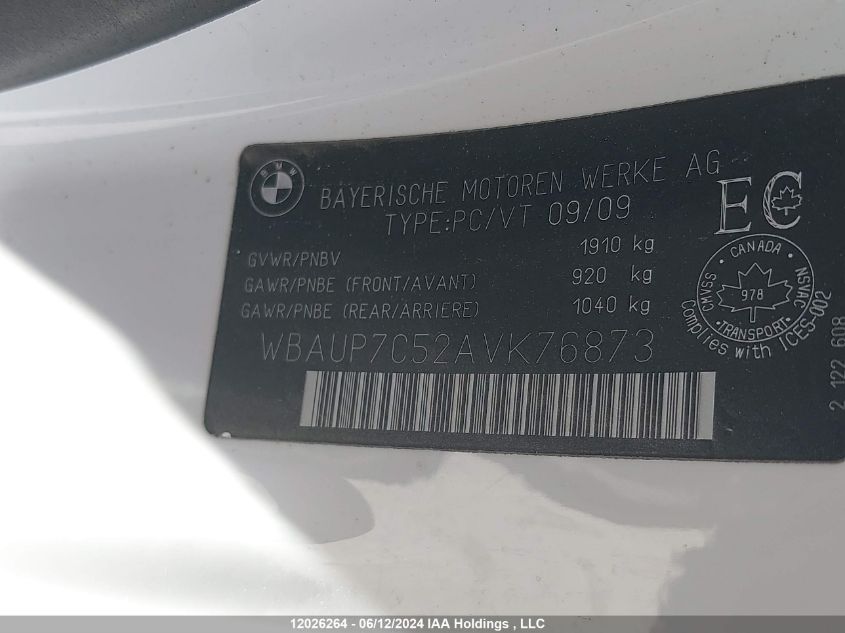 BMW
BAYERISCHE MOTOREN WERKE AG
TYPE:PC/VT 09/09
GVWR/PNBV 1910 kg
GAWR/PNBE (FRONT/AVANT) 920 kg
GAWR/PNBE (REAR/ARRIERE) 1040 kg
WBAUP7C52AVK76873
EC
CANADA
CMVSS 978 NSVAC
TRANSPORT
Complies with ICES-002
2 122 608
12026264 - 06/12/2024 IAA Holdings , LLC